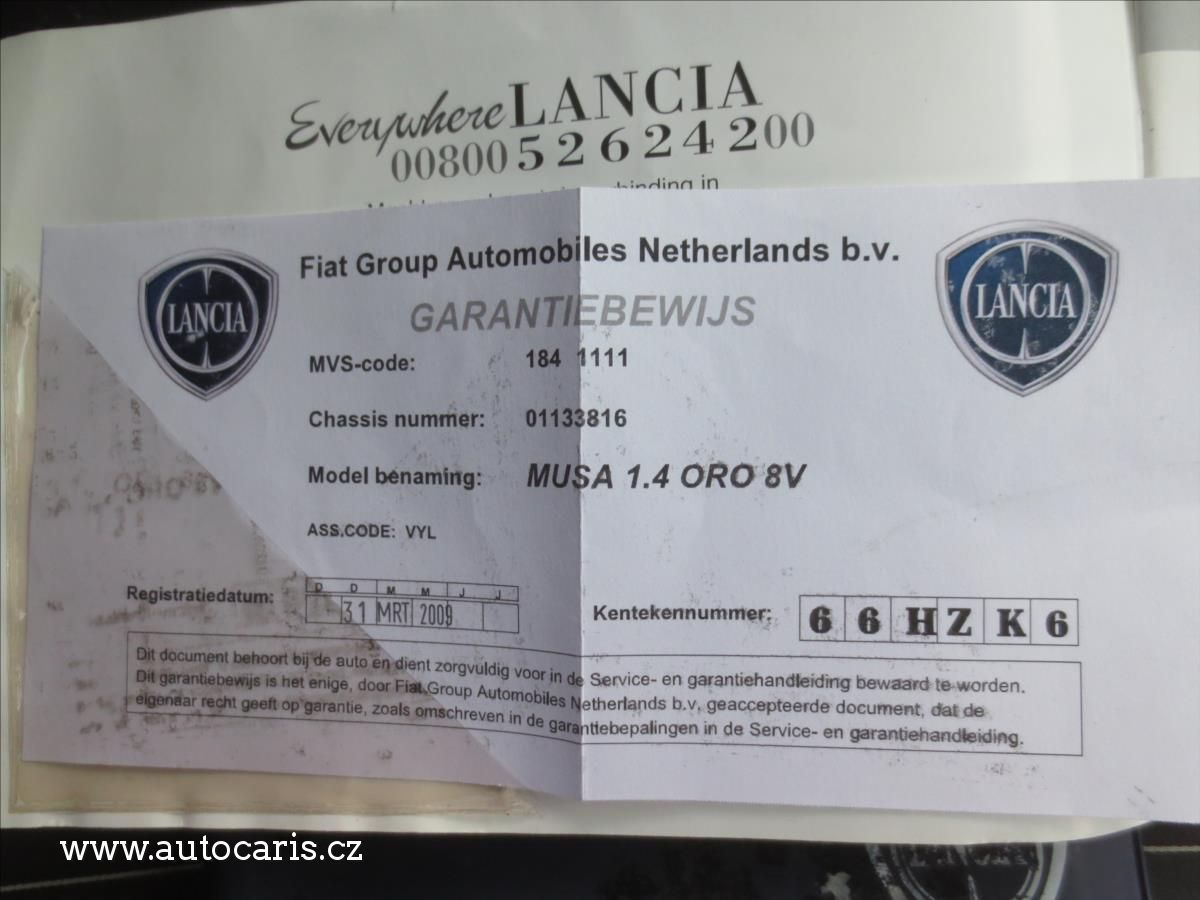 Everywhere LANCIA
00800 52624200
binding in
Fiat Group Automobiles Netherlands b.v.
LANCIA
LANCIA
GARANTIEBEWIJS
MVS-code: 184 1111
Chassis nummer: 01133816
Model benaming: MUSA 1.4 ORO 8V
ASS.CODE: VYL
D D M M J J
Registratiedatum: 31 MRT 2009
Kentekennummer: 66HZK6
Dit document behoort bij de auto en dient zorgvuldig voor in de Service- en garantiehandleiding bewaard te worden.
Dit garantiebewijs is het enige, door Fiat Group Automobiles Netherlands b.v. geaccepteerde document, dat de
eigenaar recht geeft op garantie, zoals omschreven in de garantiebepalingen in de Service- en garantiehandleiding.
www.autocaris.cz